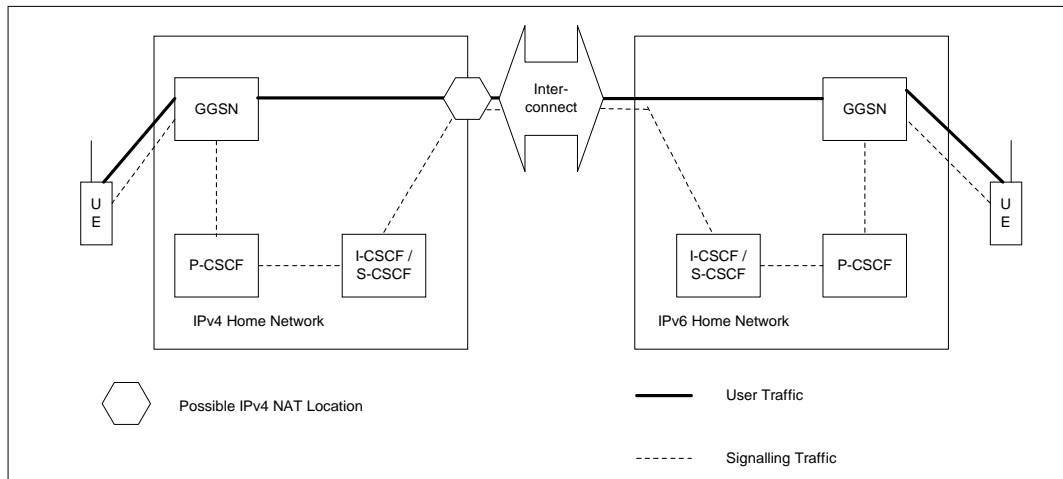 Inter-
connect
GGSN
GGSN
U
E
U
E
P-CSCF
I-CSCF /
S-CSCF
I-CSCF /
S-CSCF
P-CSCF
IPv4 Home Network
IPv6 Home Network
Possible IPv4 NAT Location
User Traffic
Signalling Traffic